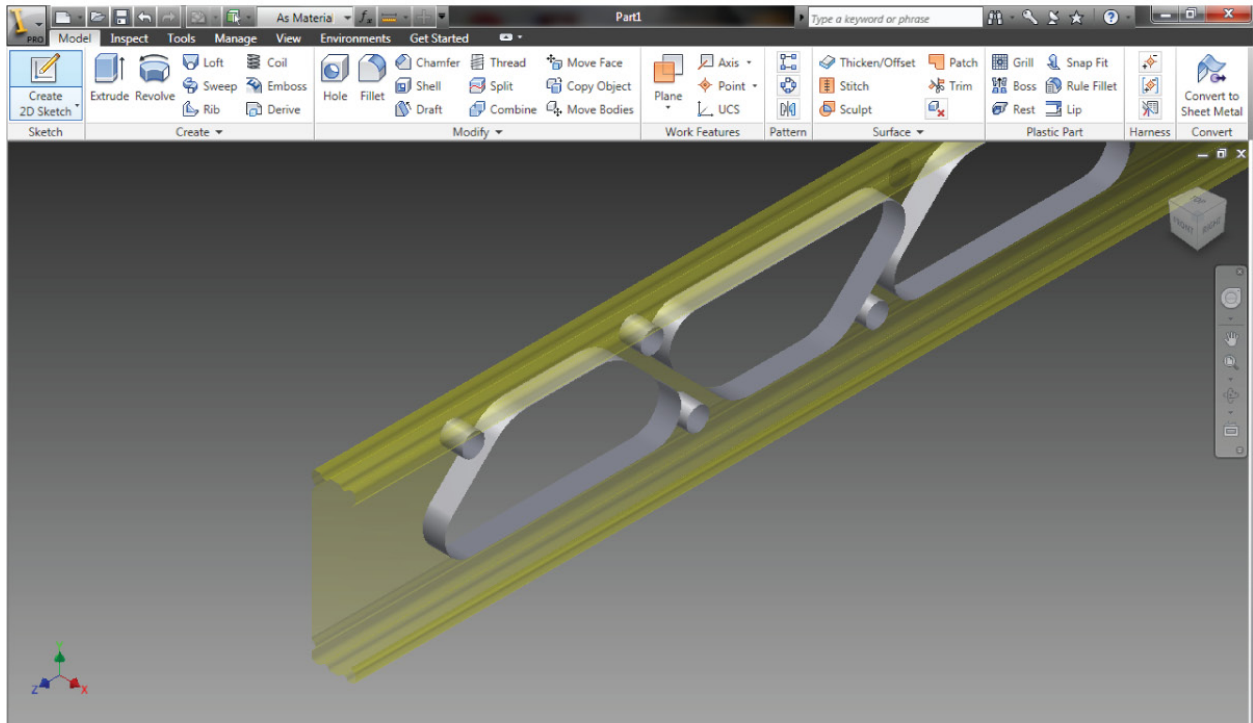 As Material
Part1
Type a keyword or phrase
PRO
Model Inspect Tools Manage View Environments Get Started
Create 2D Sketch
Extrude Revolve Loft Sweep Rib Coil Emboss Derive
Hole Fillet Chamfer Shell Draft Thread Split Combine Move Face Copy Object Move Bodies
Plane Axis Point UCS
Thicken/Offset Stitch Sculpt Patch Trim
Grill Boss Rest Snap Fit Rule Fillet Lip
Convert to Sheet Metal
Sketch Create Modify Work Features Pattern Surface Plastic Part Harness Convert
FRONT RIGHT
Z X